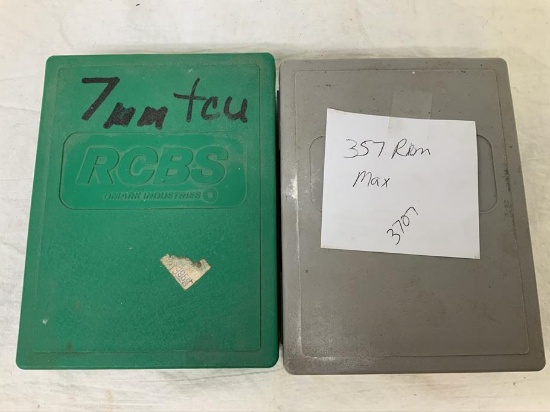 7mm tcu
RCBS
OMARK INDUSTRIES
357 Rem
Max
3707